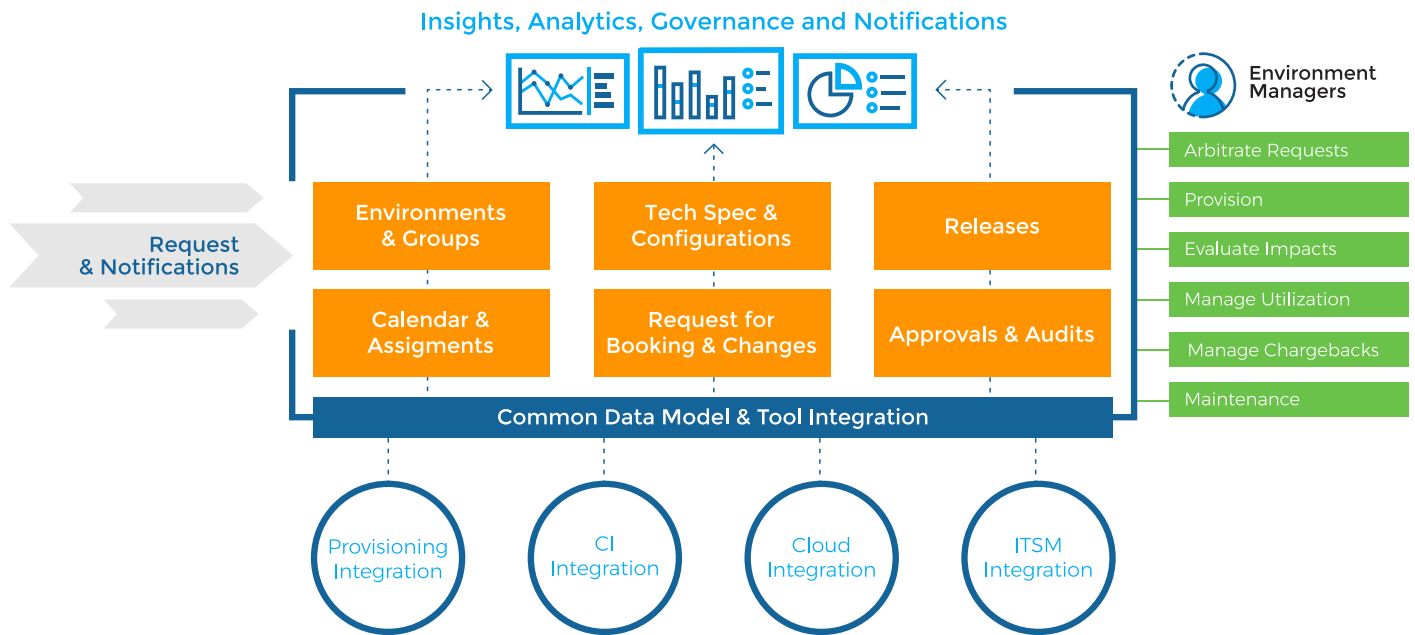 Insights, Analytics, Governance and Notifications
Environment
Managers
Request
& Notifications
Environments
& Groups
Tech Spec &
Configurations
Releases
Calendar &
Assigments
Request for
Booking & Changes
Approvals & Audits
Common Data Model & Tool Integration
Provisioning
Integration
CI
Integration
Cloud
Integration
ITSM
Integration
Arbitrate Requests
Provision
Evaluate Impacts
Manage Utilization
Manage Chargebacks
Maintenance